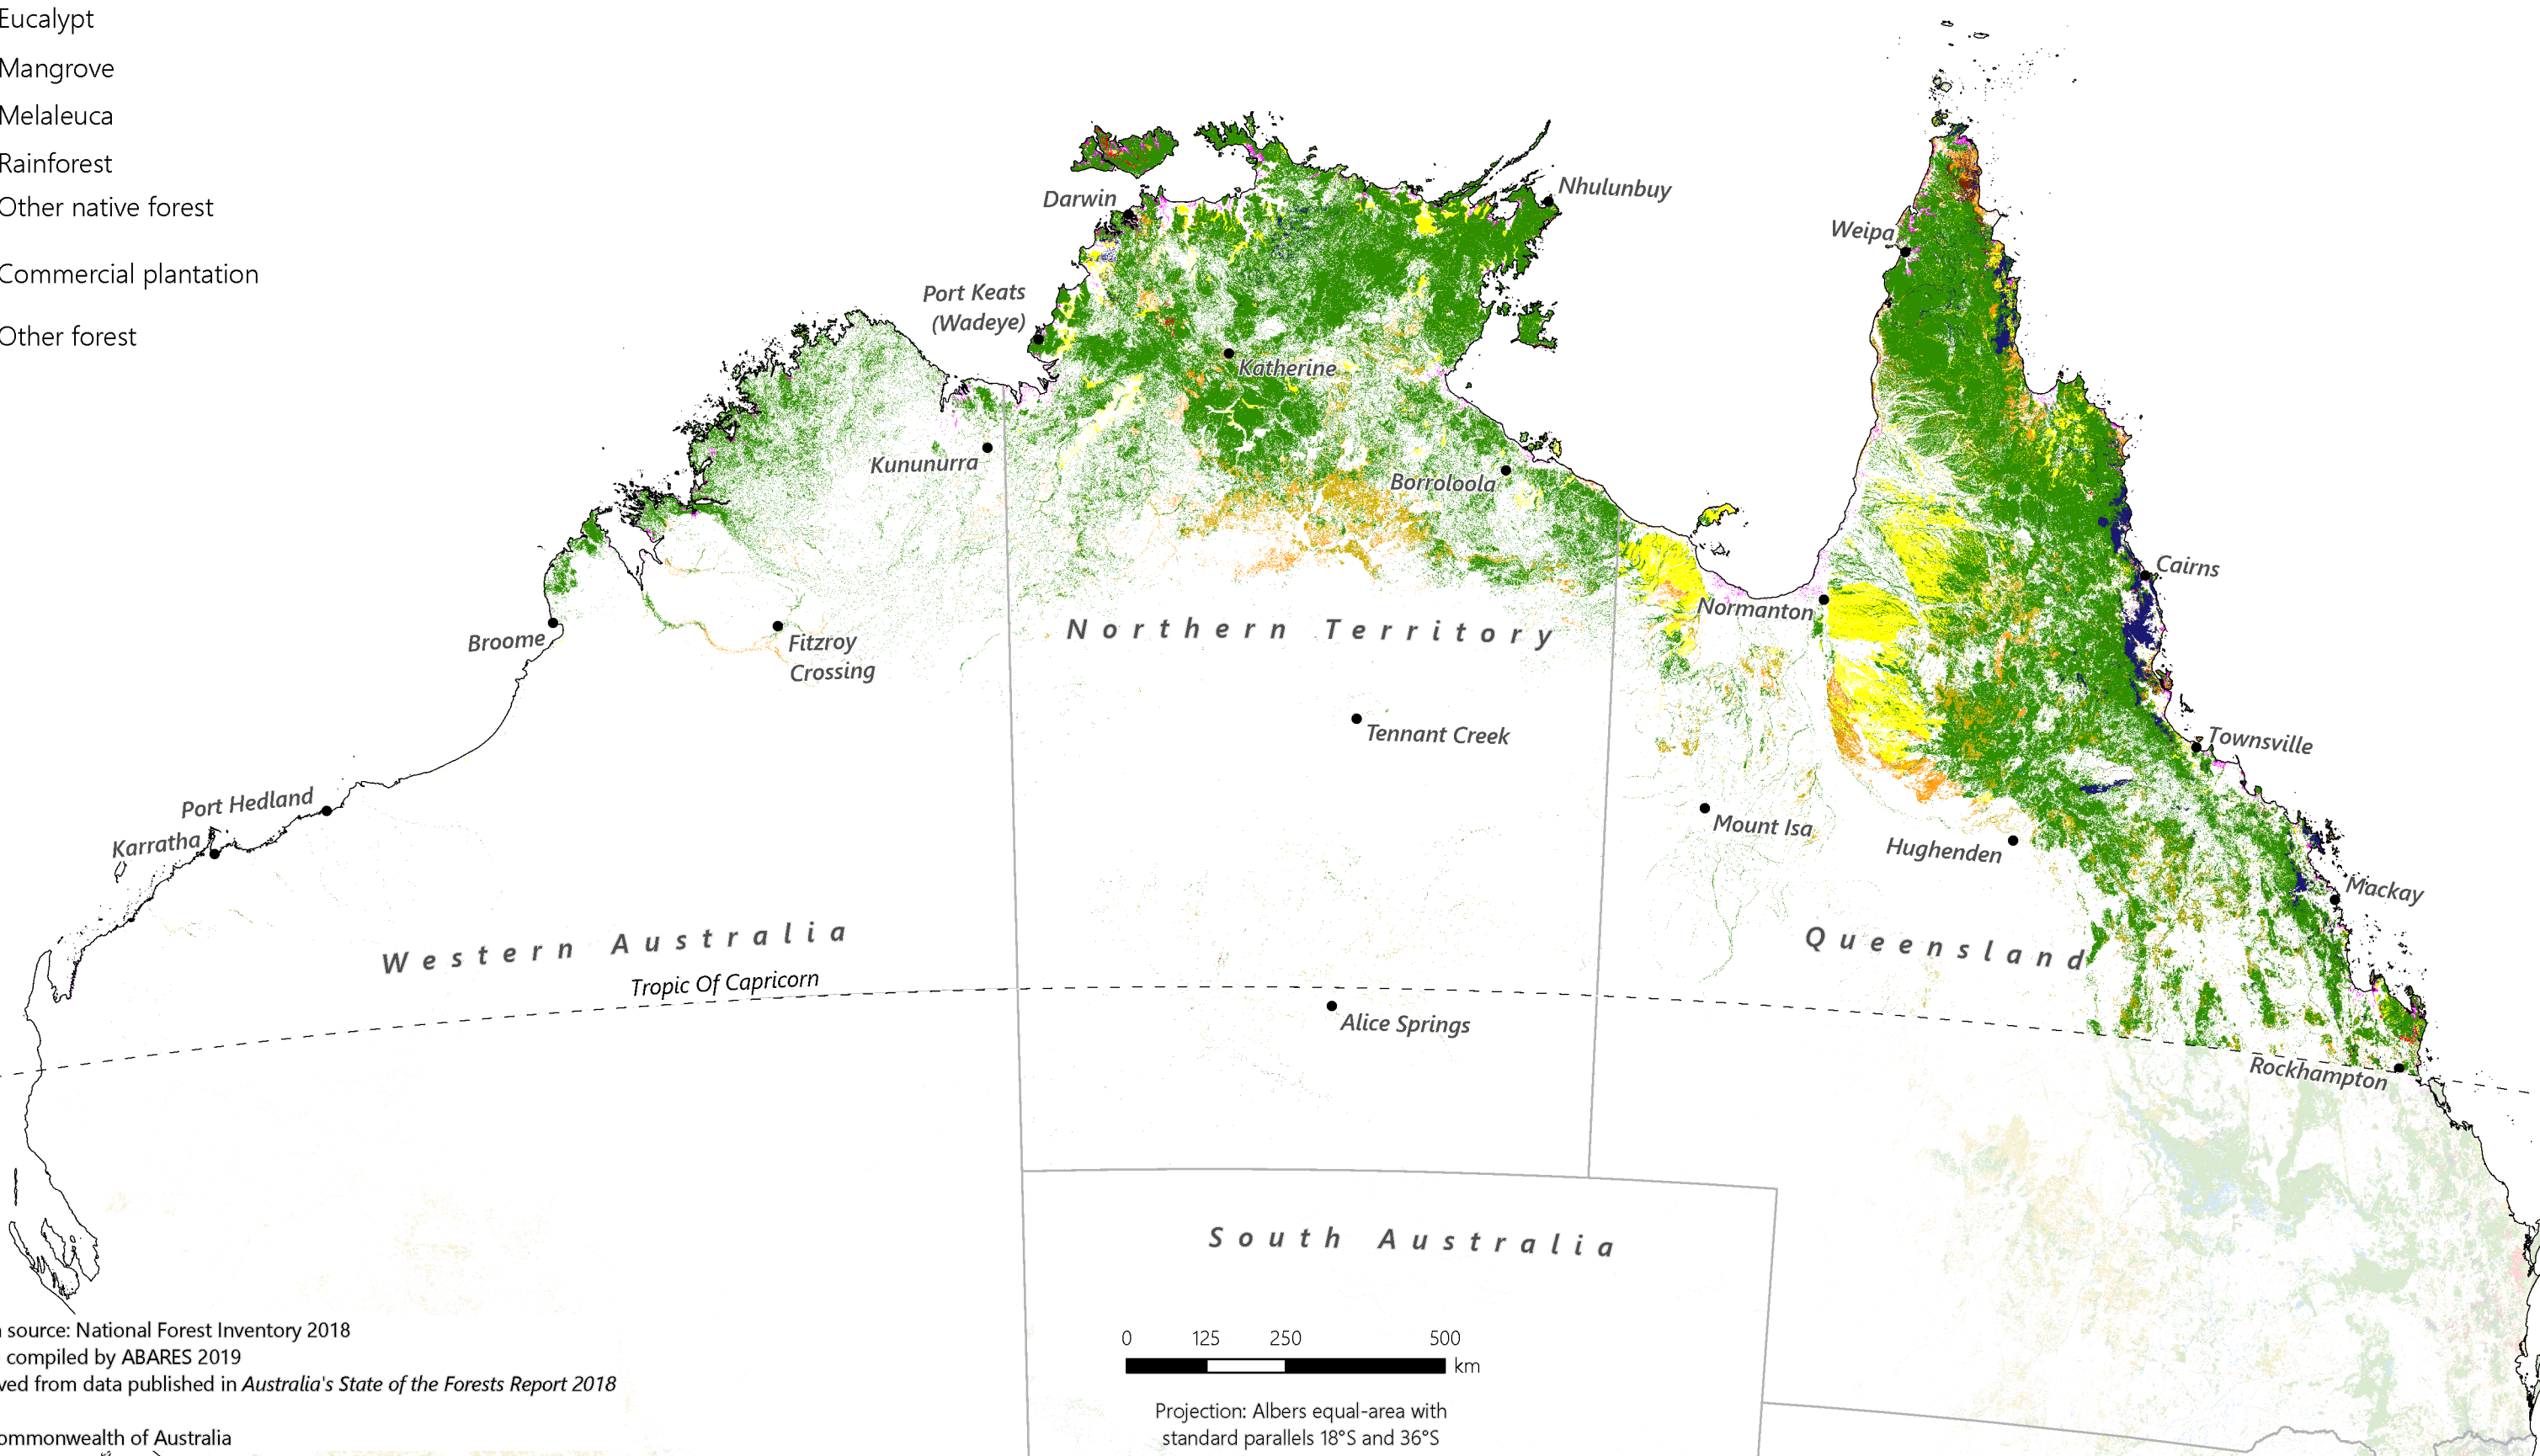 Eucalypt
Mangrove
Melaleuca
Rainforest
Other native forest
Commercial plantation
Other forest
Darwin
Nhulunbuy
Weipa
Port Keats
(Wadeye)
Katherine
Kununurra
Borroloola
Cairns
Normanton
Northern Territory
Broome
Fitzroy
Crossing
Tennant Creek
Townsville
Port Hedland
Karratha
Mount Isa
Hughenden
Mackay
Western Australia
Queensland
Tropic Of Capricorn
Alice Springs
Rockhampton
South Australia
source: National Forest Inventory 2018
compiled by ABARES 2019
ved from data published in Australia's State of the Forests Report 2018
ommonwealth of Australia
0 125 250 500
km
Projection: Albers equal-area with
standard parallels 18°S and 36°S